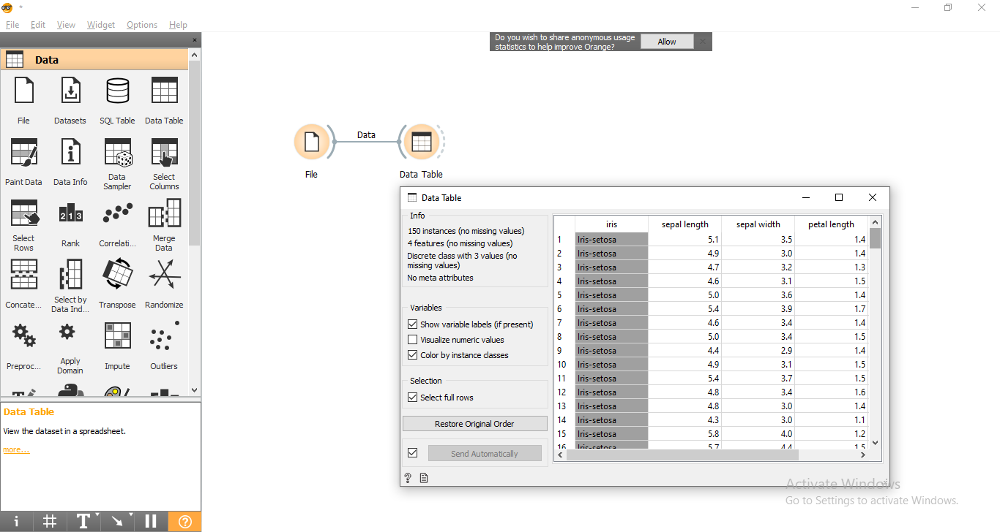 *
File Edit View Widget Options Help
Do you wish to share anonymous usage
statistics to help improve Orange?
Allow
Data
File Datasets SQL Table Data Table
Paint Data Data Info Data Sampler Select Columns
Select Rows Rank Correlati... Merge Data
Concate... Select by Data Ind... Transpose Randomize
Preproc... Apply Domain Impute Outliers
Data Table
View the dataset in a spreadsheet.
more...
Data
File
Data Table
Data Table
Info
150 instances (no missing values)
4 features (no missing values)
Discrete class with 3 values (no
missing values)
No meta attributes
Variables
Show variable labels (if present)
Visualize numeric values
Color by instance classes
Selection
Select full rows
Restore Original Order
Send Automatically
iris sepal length sepal width petal length
1 Iris-setosa 5.1 3.5 1.4
2 Iris-setosa 4.9 3.0 1.4
3 Iris-setosa 4.7 3.2 1.3
4 Iris-setosa 4.6 3.1 1.5
5 Iris-setosa 5.0 3.6 1.4
6 Iris-setosa 5.4 3.9 1.7
7 Iris-setosa 4.6 3.4 1.4
8 Iris-setosa 5.0 3.4 1.5
9 Iris-setosa 4.4 2.9 1.4
10 Iris-setosa 4.9 3.1 1.5
11 Iris-setosa 5.4 3.7 1.5
12 Iris-setosa 4.8 3.4 1.6
13 Iris-setosa 4.8 3.0 1.4
14 Iris-setosa 4.3 3.0 1.1
15 Iris-setosa 5.8 4.0 1.2
16 Iris-setosa 5.7 4.4 1.5
Activate Windows
Go to Settings to activate Windows.